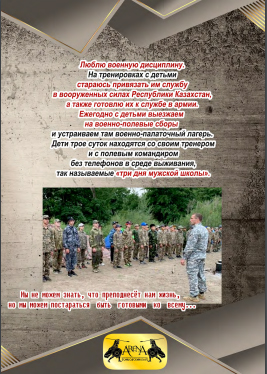 Люблю военную дисциплину.
На тренировках с детьми
стараюсь привязать им службу
в вооруженных силах Республики Казахстан,
а также готовлю их к службе в армии.
Ежегодно с детьми выезжаем
на военно-полевые сборы
и устраиваем там военно-палаточный лагерь.
Дети трое суток находятся со своим тренером
и с полевым командиром
без телефонов в среде выживания,
так называемые «три дня мужской школы».
Мы не можем знать, что преподнесёт нам жизнь,
но мы можем постараться быть готовыми ко всему...
ARENA